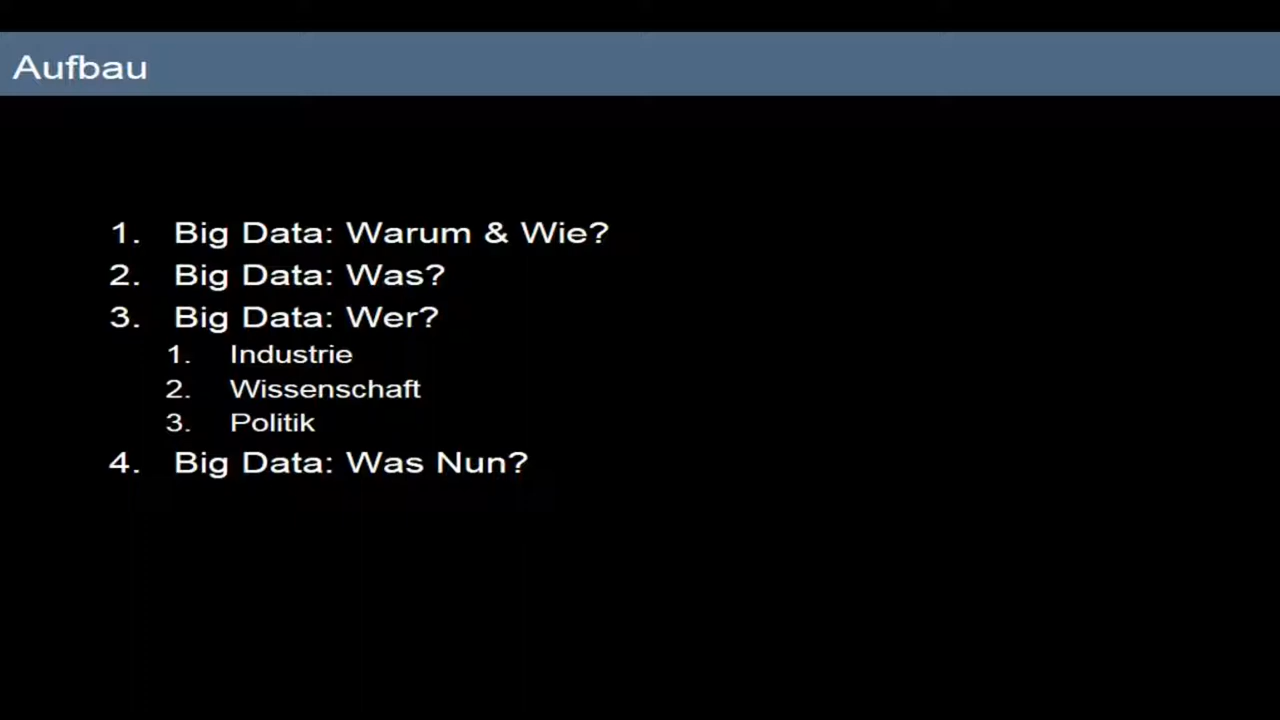 Aufbau
1. Big Data: Warum & Wie?
2. Big Data: Was?
3. Big Data: Wer?
1. Industrie
2. Wissenschaft
3. Politik
4. Big Data: Was Nun?